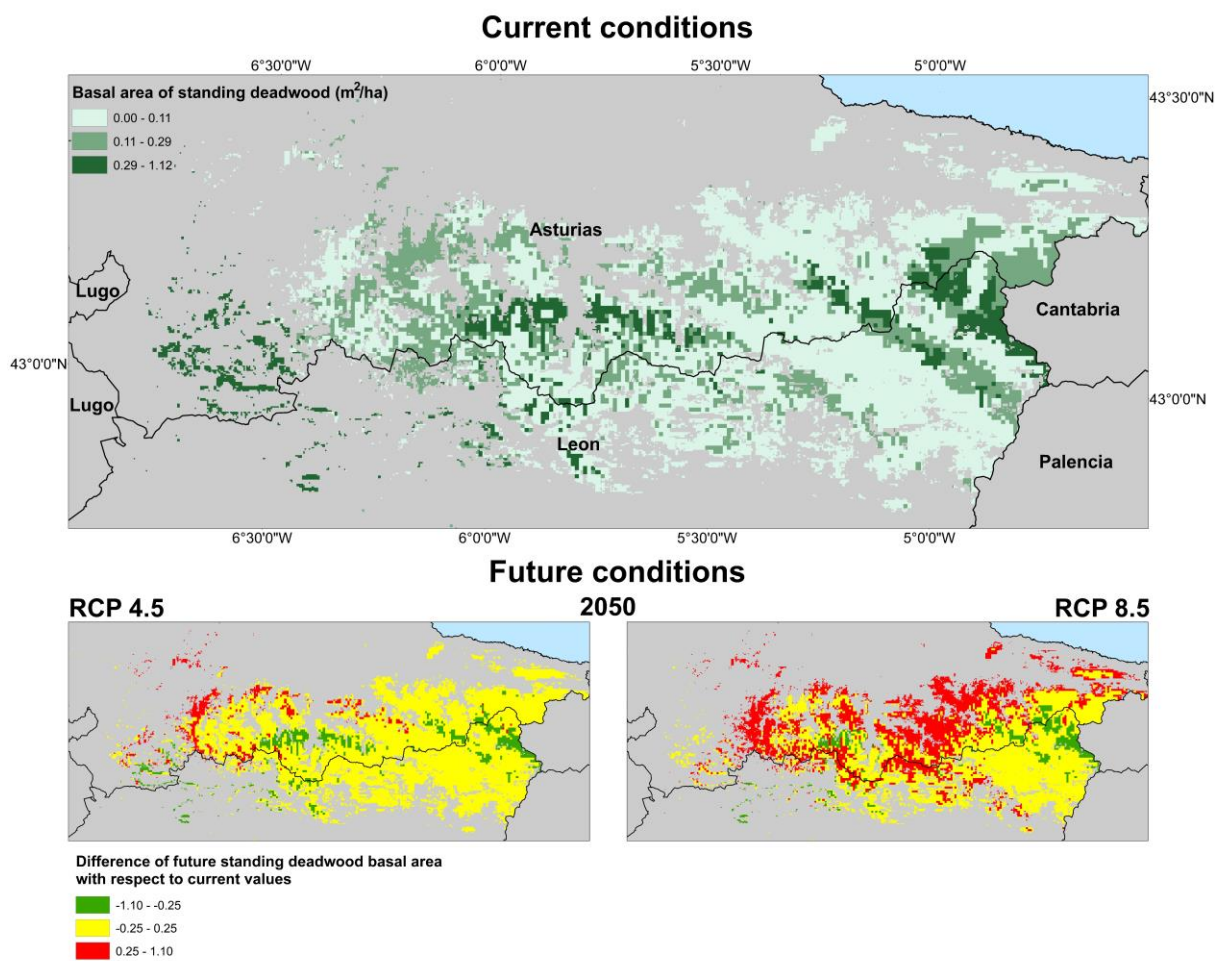 Current conditions
6°30'0"W 6°0'0"W 5°30'0"W 5°0'0"W
Basal area of standing deadwood (m²/ha)
0.00 - 0.11
0.11 - 0.29
0.29 - 1.12
43°30'0"N
Asturias
Lugo
Cantabria
43°0'0"N
Lugo
43°0'0"N
Leon
Palencia
6°30'0"W 6°0'0"W 5°30'0"W 5°0'0"W
Future conditions
RCP 4.5 2050 RCP 8.5
Difference of future standing deadwood basal area
with respect to current values
-1.10 - -0.25
-0.25 - 0.25
0.25 - 1.10